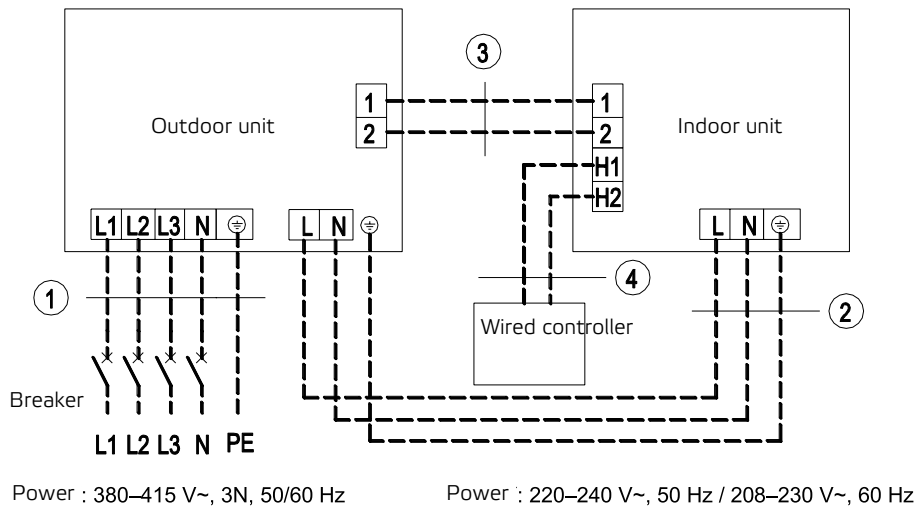 3
1
1
Outdoor unit
Indoor unit
2
2
H1
H2
L1 L2 L3 N
L N
L N
1
4
2
Wired controller
Breaker
L1 L2 L3 N PE
Power : 380–415 V~, 3N, 50/60 Hz
Power : 220–240 V~, 50 Hz / 208–230 V~, 60 Hz